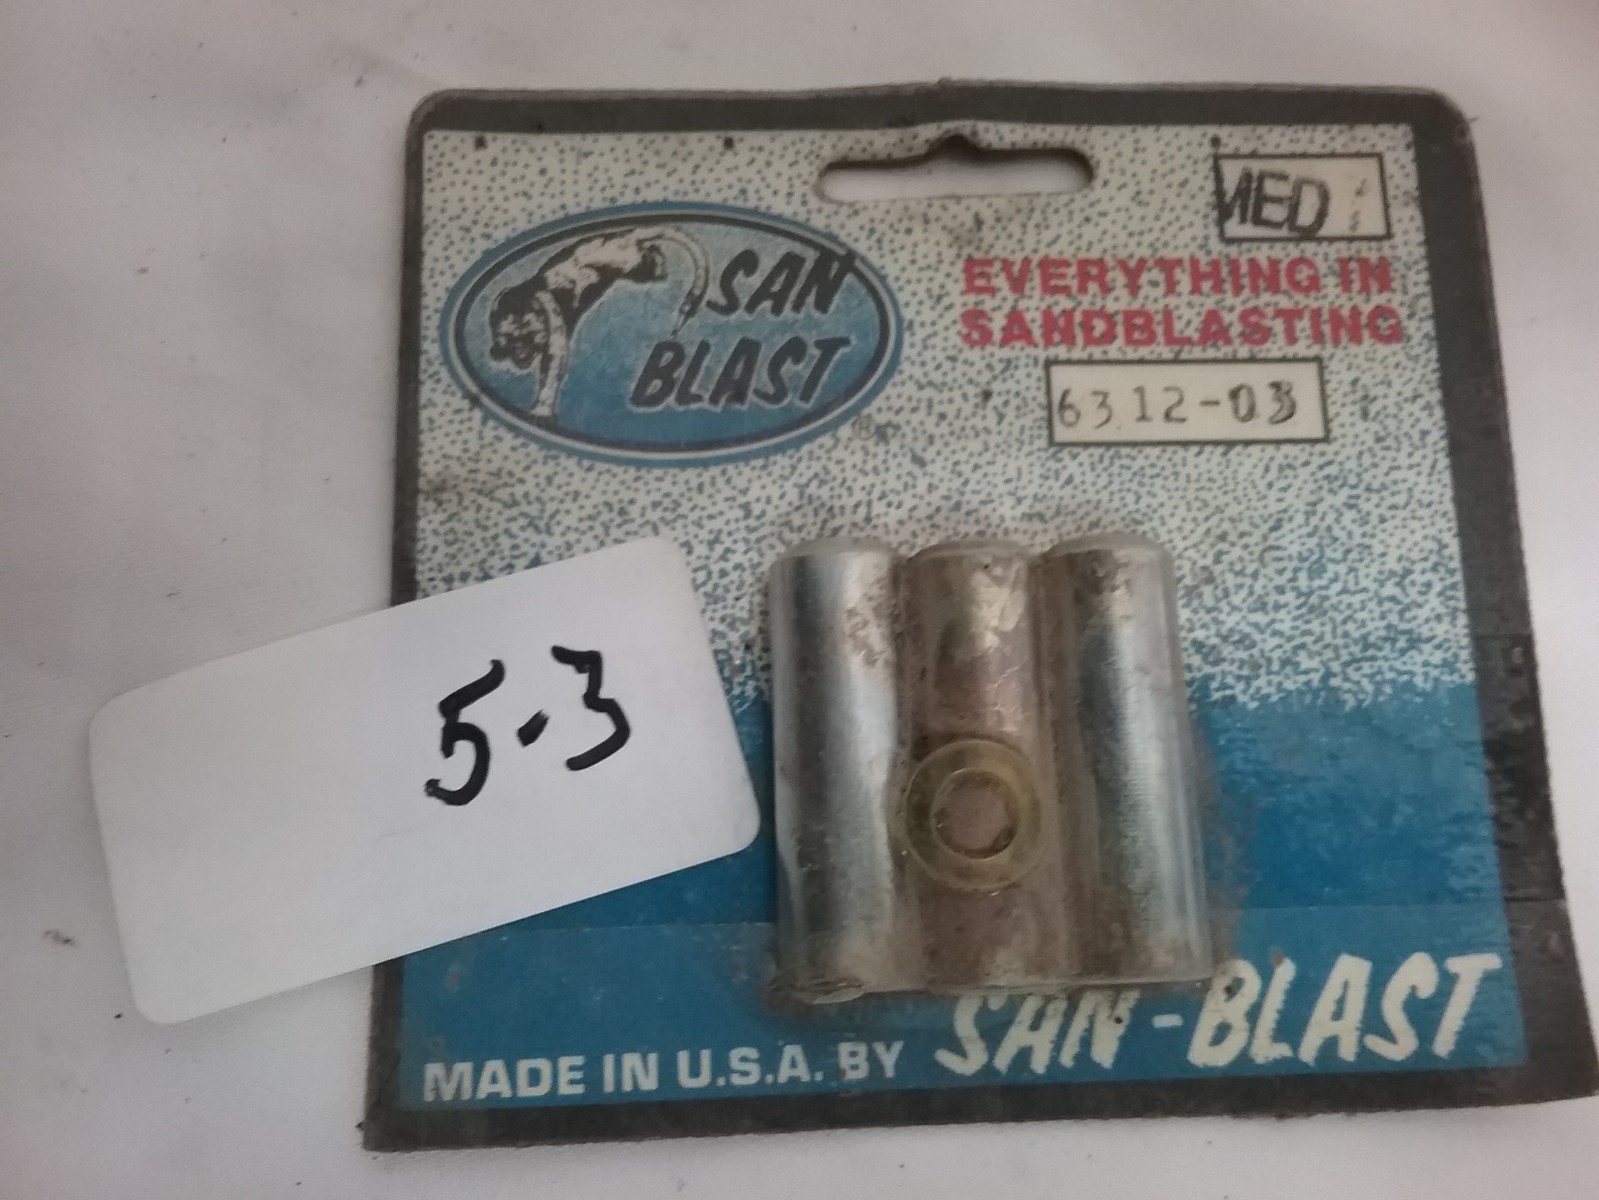 MED
SAN
BLAST
®
EVERYTHING IN
SANDBLASTING
6312-03
5-3
MADE IN U.S.A. BY SAN-BLAST